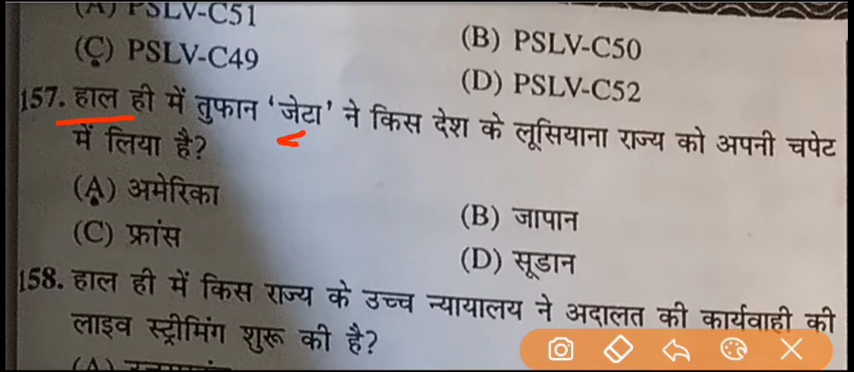 (A) PSLV-C51
(B) PSLV-C50
(C) PSLV-C49
(D) PSLV-C52
157. हाल ही में तुफान 'जेटा' ने किस देश के लूसियाना राज्य को अपनी चपेट
में लिया है?
(A) अमेरिका
(B) जापान
(C) फ्रांस
(D) सूडान
158. हाल ही में किस राज्य के उच्च न्यायालय ने अदालत की कार्यवाही की
लाइव स्ट्रीमिंग शुरू की है?
(A)